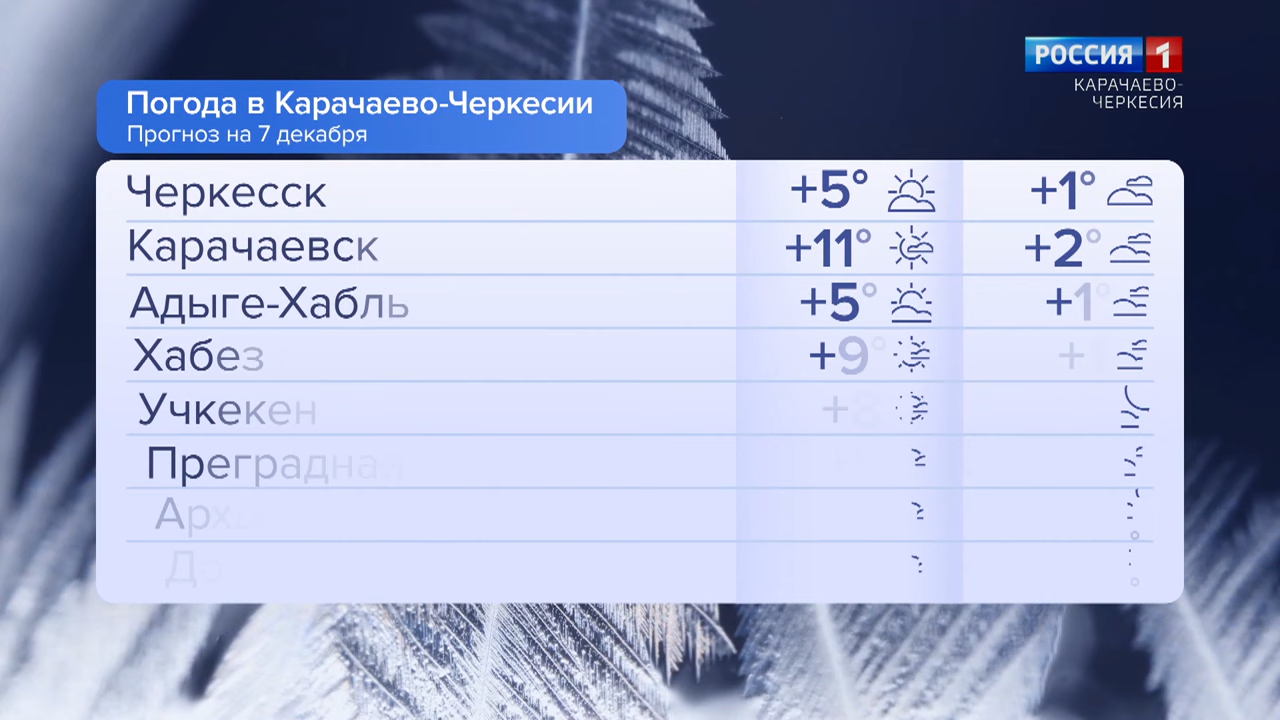 РОССИЯ 1
КАРАЧАЕВО-
ЧЕРКЕСИЯ
Погода в Карачаево-Черкесии
Прогноз на 7 декабря
Черкесск +5° +1°
Карачаевск +11° +2°
Адыге-Хабль +5° +1°
Хабез +9° +
Учкекен +
Преградная